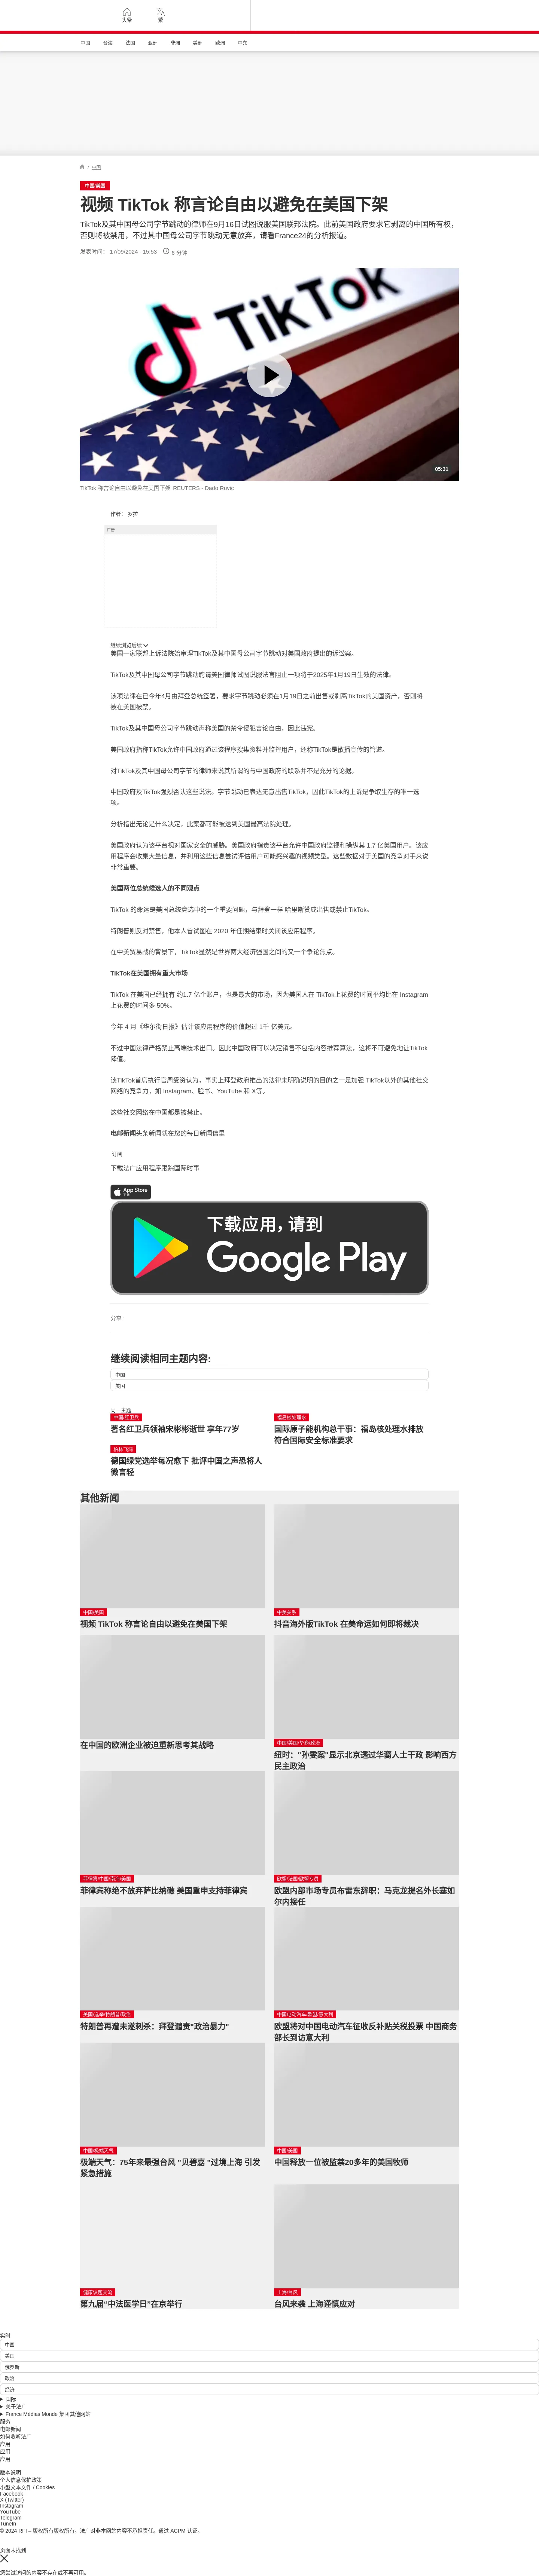 头条
繁
中国
台海
法国
亚洲
非洲
美洲
欧洲
中东
/ 中国
中国/美国
视频 TikTok 称言论自由以避免在美国下架
TikTok及其中国母公司字节跳动的律师在9月16日试图说服美国联邦法院。此前美国政府要求它剥离的中国所有权，
否则将被禁用，不过其中国母公司字节跳动无意放弃，请看France24的分析报道。
发表时间： 17/09/2024 - 15:53 6 分钟
TikTok
05:31
TikTok 称言论自由以避免在美国下架 REUTERS - Dado Ruvic
作者： 罗拉
广告
继续浏览后续
美国一家联邦上诉法院始审理TikTok及其中国母公司字节跳动对美国政府提出的诉讼案。
TikTok及其中国母公司字节跳动聘请美国律师试图说服法官阻止一项将于2025年1月19日生效的法律。
该项法律在已今年4月由拜登总统签署，要求字节跳动必须在1月19日之前出售或剥离TikTok的美国资产，否则将
被在美国被禁。
TikTok及其中国母公司字节跳动声称美国的禁令侵犯言论自由，因此违宪。
美国政府指称TikTok允许中国政府通过该程序搜集资料并监控用户，还称TikTok是散播宣传的管道。
对TikTok及其中国母公司字节的律师来说其所谓的与中国政府的联系并不是充分的论据。
中国政府及TikTok强烈否认这些说法。字节跳动已表达无意出售TikTok，因此TikTok的上诉是争取生存的唯一选
项。
分析指出无论是什么决定，此案都可能被送到美国最高法院处理。
美国政府认为该平台视对国家安全的威胁。美国政府指责该平台允许中国政府监视和操纵其 1.7 亿美国用户。该应
用程序会收集大量信息，并利用这些信息尝试评估用户可能感兴趣的视频类型。这些数据对于美国的竞争对手来说
非常重要。
美国两位总统候选人的不同观点
TikTok 的命运是美国总统竞选中的一个重要问题，与拜登一样 哈里斯赞成出售或禁止TikTok。
特朗普则反对禁售，他本人曾试图在 2020 年任期结束时关闭该应用程序。
在中美贸易战的背景下，TikTok显然是世界两大经济强国之间的又一个争论焦点。
TikTok在美国拥有重大市场
TikTok 在美国已经拥有 约1.7 亿个账户，也是最大的市场，因为美国人在 TikTok上花费的时间平均比在 Instagram
上花费的时间多 50%。
今年 4 月《华尔街日报》估计该应用程序的价值超过 1千 亿美元。
不过中国法律严格禁止高端技术出口。因此中国政府可以决定销售不包括内容推荐算法，这将不可避免地让TikTok
降值。
该TikTok首席执行官周受资认为，事实上拜登政府推出的法律未明确说明的目的之一是加强 TikTok以外的其他社交
网络的竞争力，如 Instagram、脸书、YouTube 和 X等。
这些社交网络在中国都是被禁止。
电邮新闻头条新闻就在您的每日新闻信里
订阅
下载法广应用程序跟踪国际时事
App Store
下载
下载应用，请到
Google Play
分享 :
继续阅读相同主题内容:
中国
美国
同一主题
中国/红卫兵
著名红卫兵领袖宋彬彬逝世 享年77岁
福岛核处理水
国际原子能机构总干事：福岛核处理水排放
符合国际安全标准要求
柏林飞鸿
德国绿党选举每况愈下 批评中国之声恐将人
微言轻
其他新闻
中国/美国
视频 TikTok 称言论自由以避免在美国下架
中美关系
抖音海外版TikTok 在美命运如何即将裁决
在中国的欧洲企业被迫重新思考其战略
中国/美国/华裔/政治
纽时："孙雯案"显示北京透过华裔人士干政 影响西方
民主政治
菲律宾/中国/南海/美国
菲律宾称绝不放弃萨比纳礁 美国重申支持菲律宾
欧盟/法国/欧盟专员
欧盟内部市场专员布雷东辞职：马克龙提名外长塞如
尔内接任
美国/选举/特朗普/政治
特朗普再遭未遂刺杀：拜登谴责"政治暴力"
中国电动汽车/欧盟/意大利
欧盟将对中国电动汽车征收反补贴关税投票 中国商务
部长到访意大利
中国/极端天气
极端天气：75年来最强台风 "贝碧嘉 "过境上海 引发
紧急措施
中国/美国
中国释放一位被监禁20多年的美国牧师
健康议题交流
第九届"中法医学日"在京举行
上海/台风
台风来袭 上海谨慎应对
实时
中国
美国
俄罗斯
政治
经济
国际
关于法广
France Médias Monde 集团其他网站
服务
电邮新闻
如何收听法广
应用
应用
应用
版本说明
个人信息保护政策
小型文本文件 / Cookies
Facebook
X (Twitter)
Instagram
YouTube
Telegram
TuneIn
© 2024 RFI – 版权所有版权所有。法广对非本网站内容不承担责任。通过 ACPM 认证。
页面未找到
您尝试访问的内容不存在或不再可用。